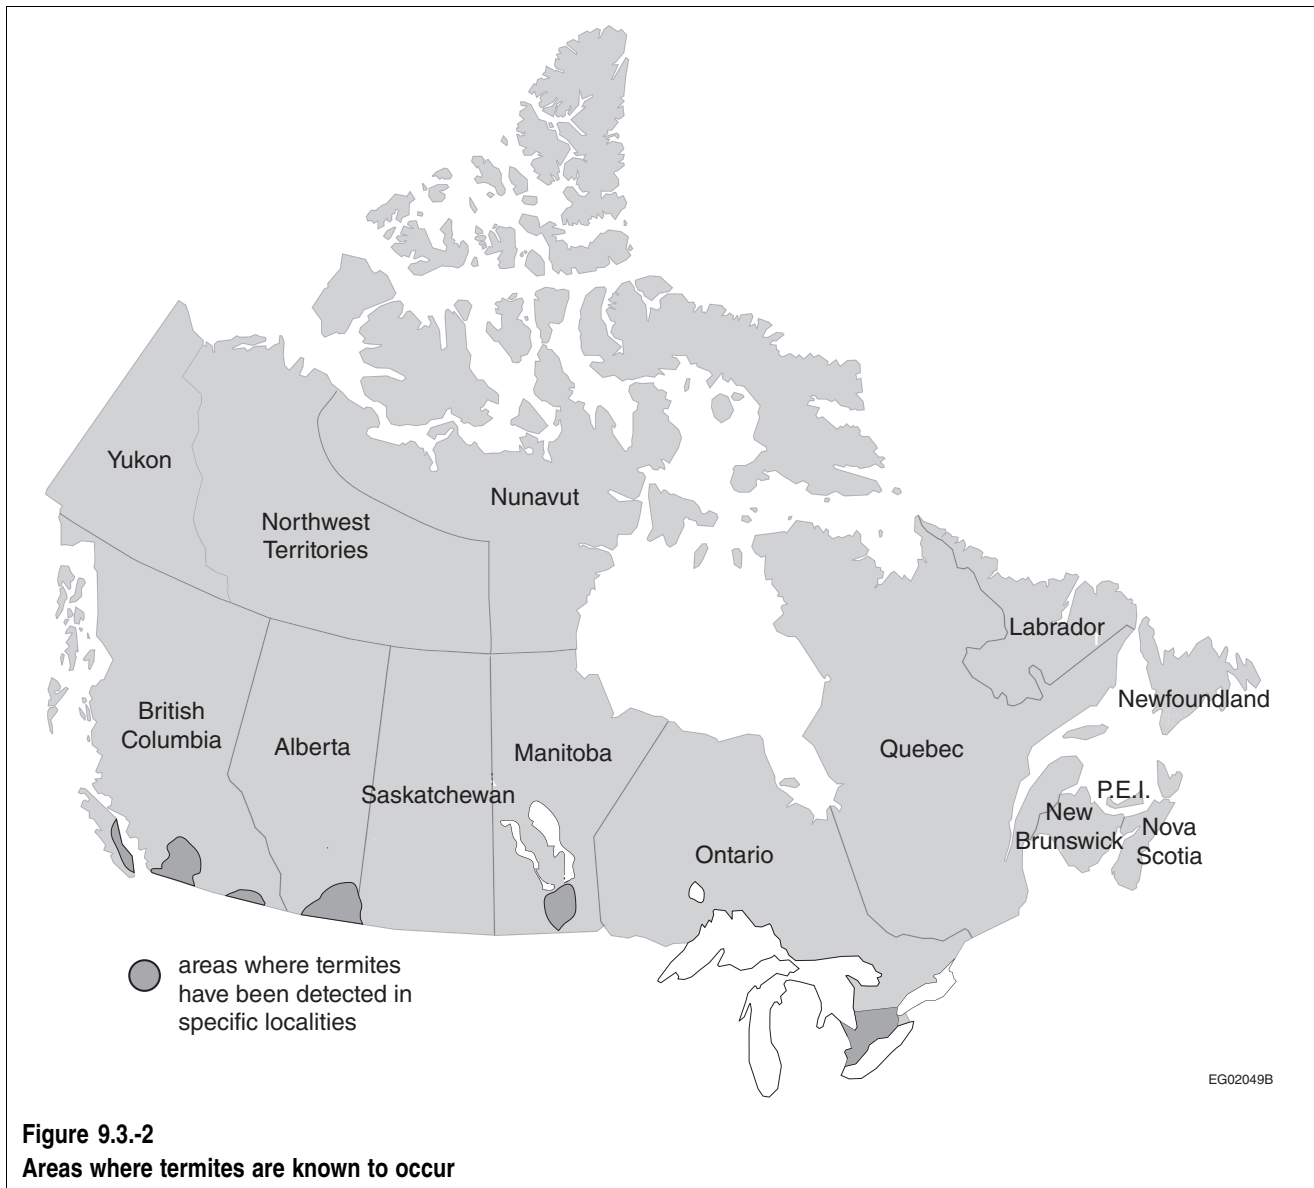 Yukon
Northwest
Territories
Nunavut
British
Columbia
Alberta
Saskatchewan
Manitoba
Ontario
Quebec
Labrador
Newfoundland
P.E.I.
New
Brunswick
Nova
Scotia
areas where termites
have been detected in
specific localities
EG02049B
Figure 9.3.-2
Areas where termites are known to occur